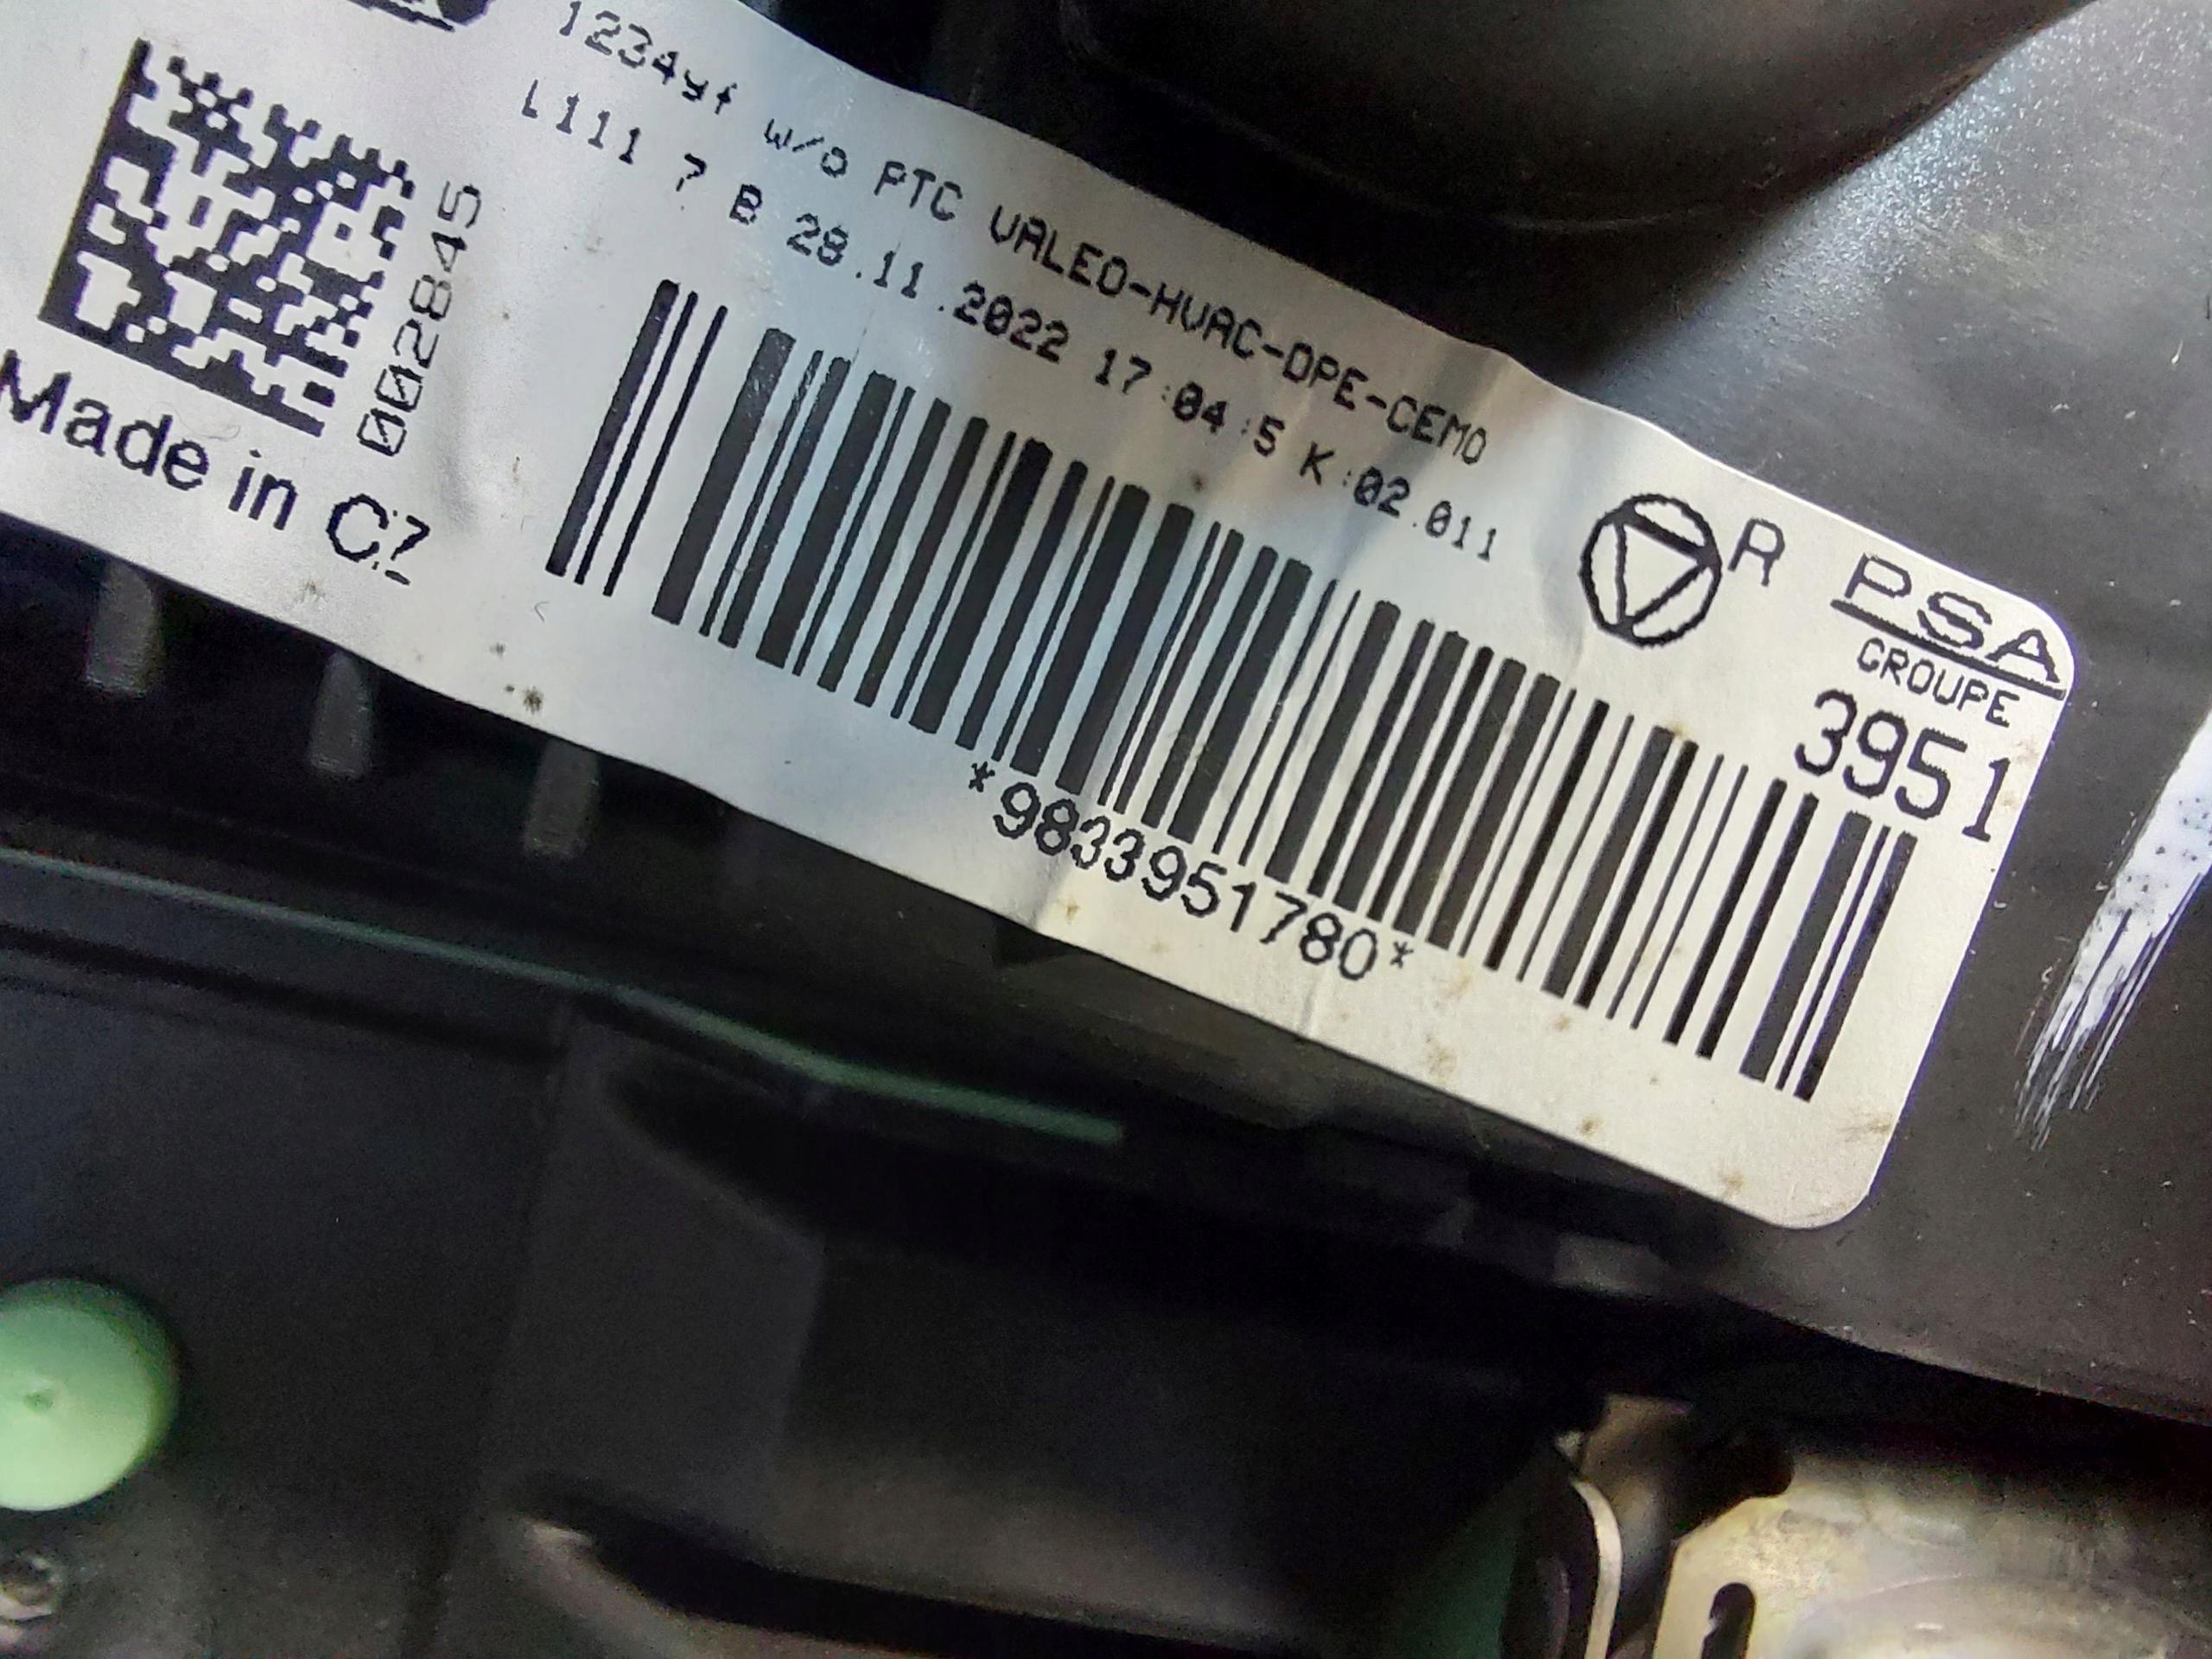 1234yf w/o PTC VALEO-HVAC-DPE-CEMO
L111 7 B 28.11.2022 17:04:5 K:02.011
002845
Made in CZ
R
PSA
GROUPE
3951
*9833951780*